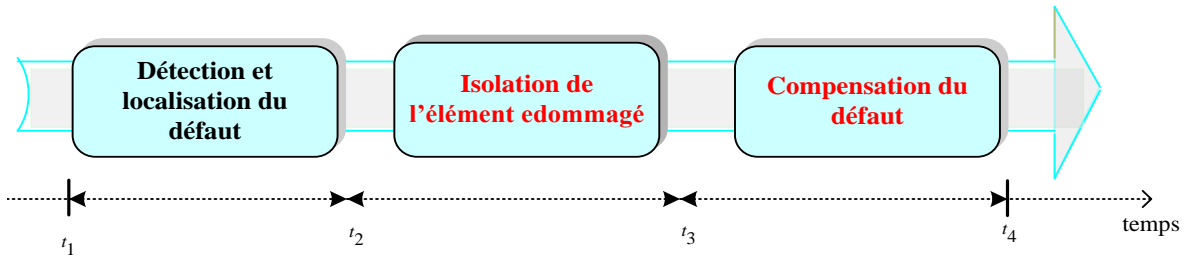 Détection et
localisation du
défaut
Isolation de
l'élément edommagé
Compensation du
défaut
t1
t2
t3
t4
temps